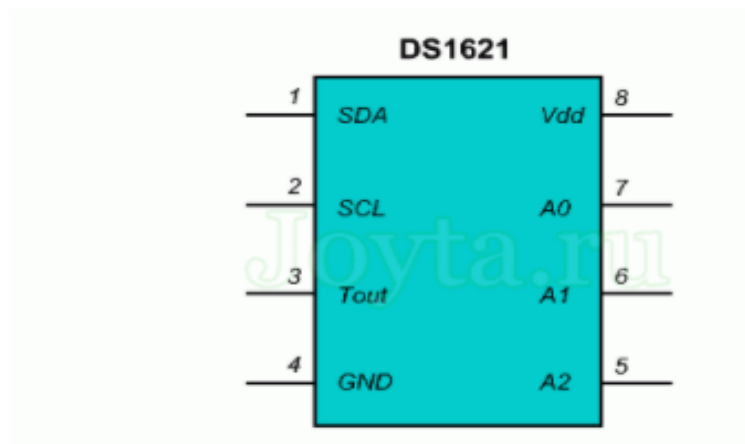 DS1621
1 SDA Vdd 8
2 SCL A0 7
Joyta.ru
3 Tout A1 6
4 GND A2 5